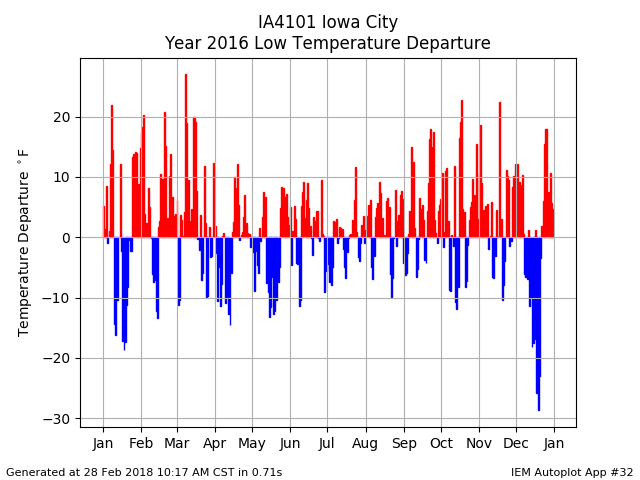 IA4101 Iowa City
Year 2016 Low Temperature Departure
Temperature Departure °F
20
10
0
−10
−20
−30
Jan Feb Mar Apr May Jun Jul Aug Sep Oct Nov Dec Jan
Generated at 28 Feb 2018 10:17 AM CST in 0.71s
IEM Autoplot App #32